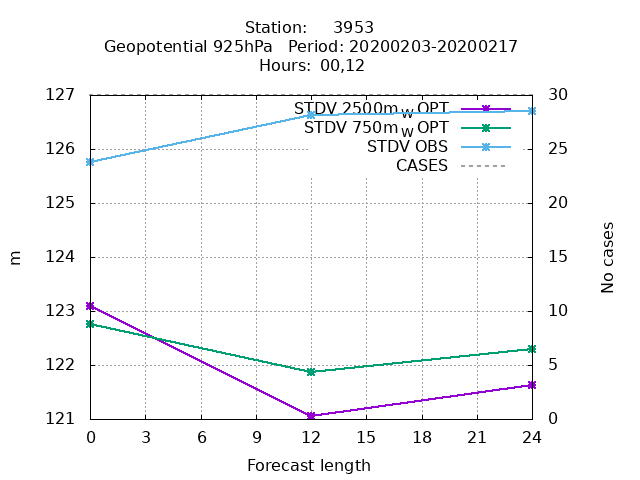 Station: 3953
Geopotential 925hPa Period: 20200203-20200217
Hours: 00,12
127
126
125
124
123
122
121
m
30
25
20
15
10
5
0
No cases
STDV 2500m_W OPT
STDV 750m_W OPT
STDV OBS
CASES
0 3 6 9 12 15 18 21 24
Forecast length